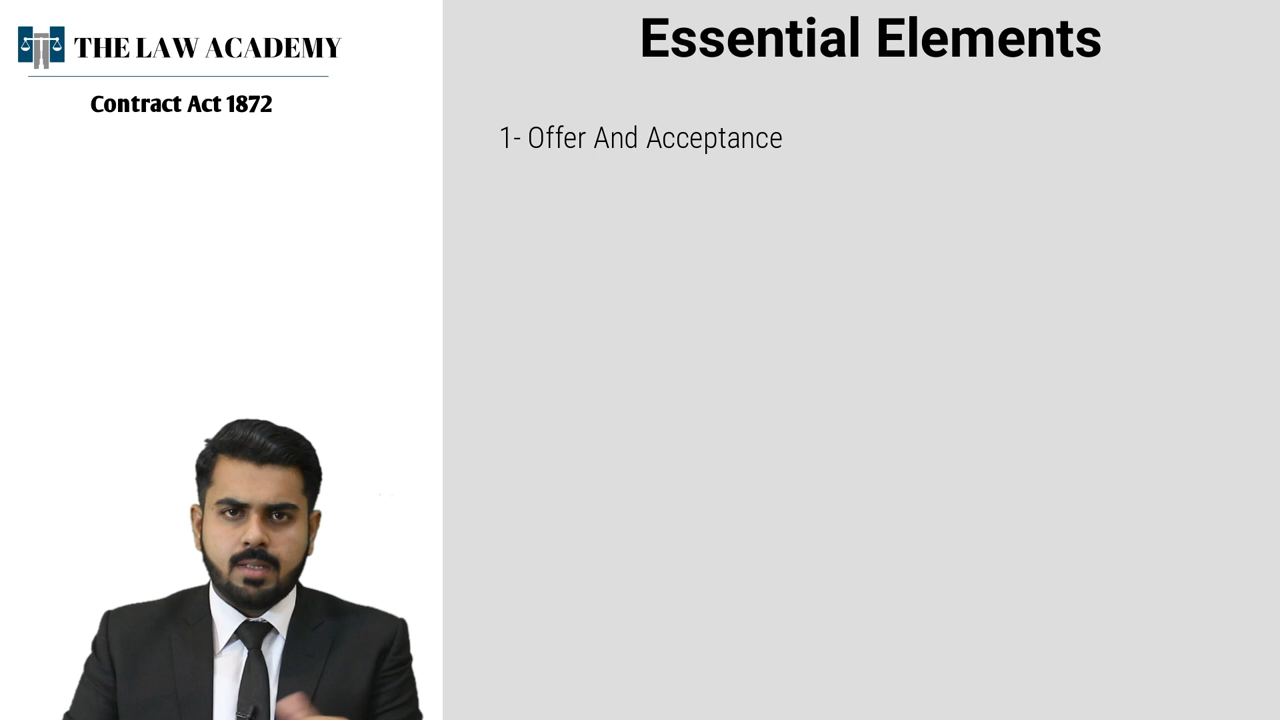 THE LAW ACADEMY
Contract Act 1872
Essential Elements
1- Offer And Acceptance